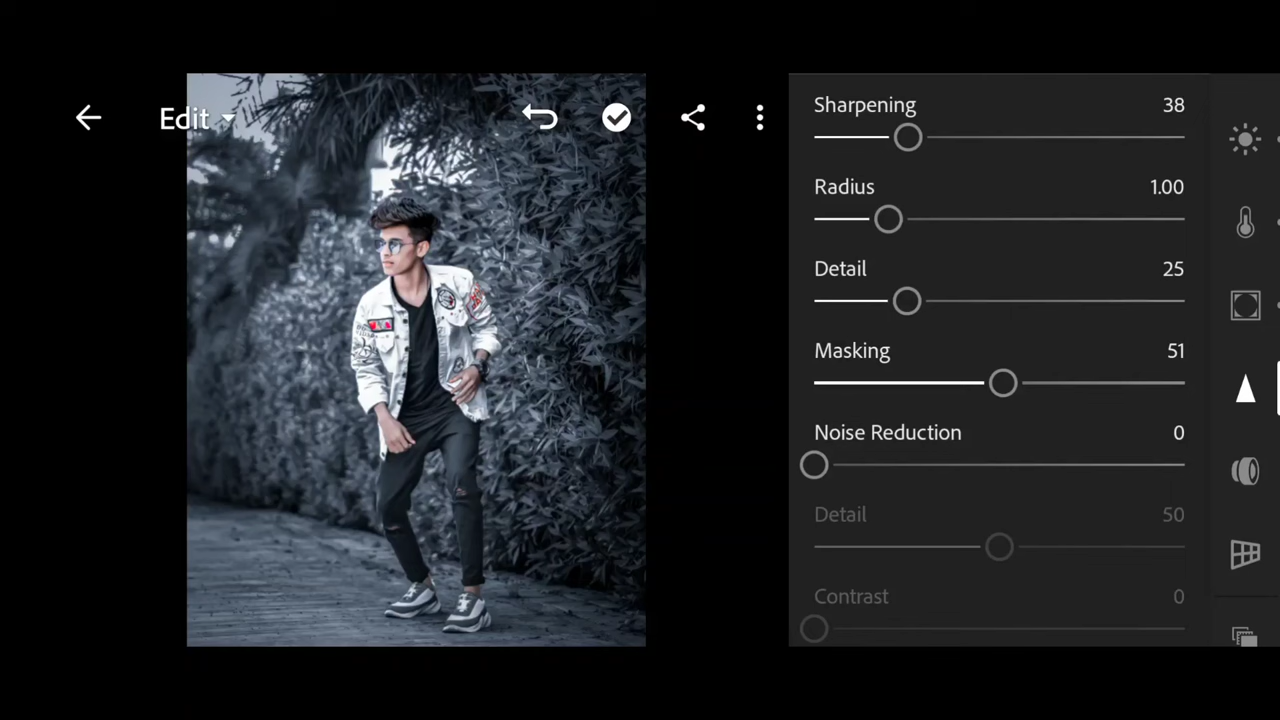 Edit
Sharpening 38
Radius 1.00
Detail 25
Masking 51
Noise Reduction 0
Detail 50
Contrast 0